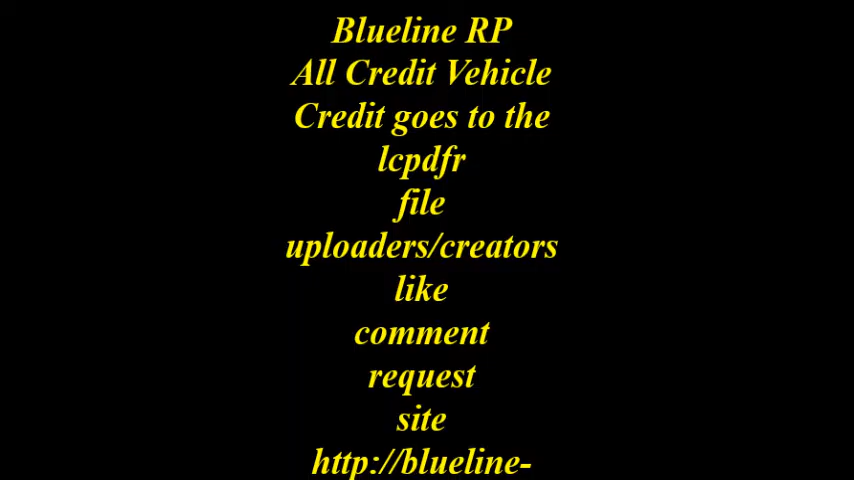 Blueline RP
All Credit Vehicle
Credit goes to the
lcpdfr
file
uploaders/creators
like
comment
request
site
http://blueline-